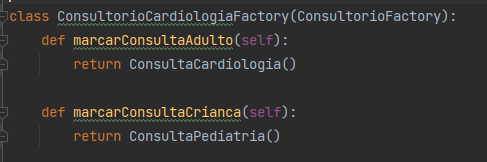 class ConsultorioCardiologiaFactory(ConsultorioFactory):
    def marcarConsultaAdulto(self):
        return ConsultaCardiologia()

    def marcarConsultaCrianca(self):
        return ConsultaPediatria()